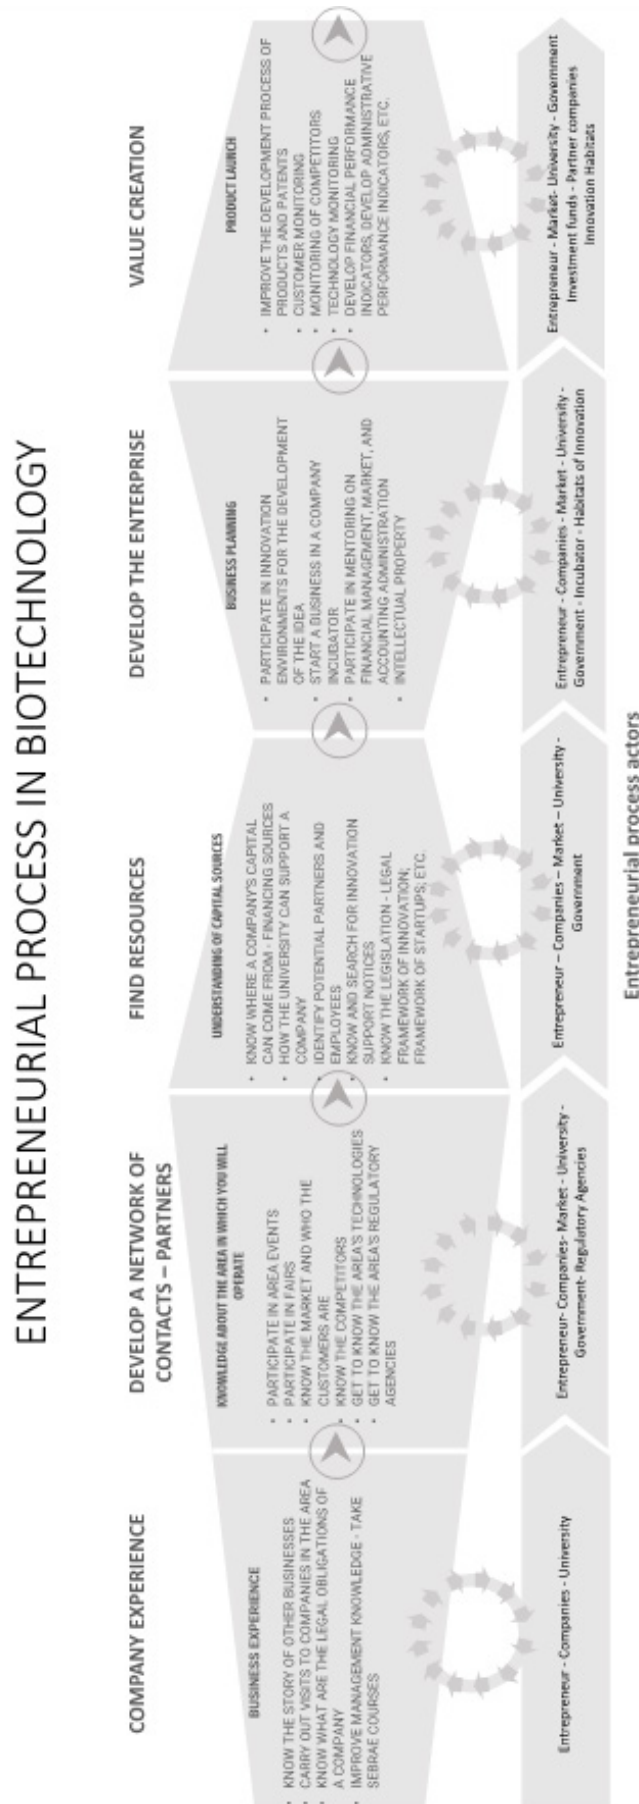 ENTREPRENEURIAL PROCESS IN BIOTECHNOLOGY
COMPANY EXPERIENCE
BUSINESS EXPERIENCE
• KNOW THE STORY OF OTHER BUSINESSES
• CARRY OUT VISITS TO COMPANIES IN THE AREA
• KNOW WHAT ARE THE LEGAL OBLIGATIONS OF
A COMPANY
• IMPROVE MANAGEMENT KNOWLEDGE - TAKE
SEBRAE COURSES
Entrepreneur - Companies - University
DEVELOP A NETWORK OF
CONTACTS – PARTNERS
KNOWLEDGE ABOUT THE AREA IN WHICH YOU WILL
OPERATE
• PARTICIPATE IN AREA EVENTS
• PARTICIPATE IN FAIRS
• KNOW THE MARKET AND WHO THE
CUSTOMERS ARE
• KNOW THE COMPETITORS
• GET TO KNOW THE AREA'S TECHNOLOGIES
• GET TO KNOW THE AREA'S REGULATORY
AGENCIES
Entrepreneur- Companies- Market - University -
Government- Regulatory Agencies
FIND RESOURCES
UNDERSTANDING OF CAPITAL SOURCES
• KNOW WHERE A COMPANY'S CAPITAL
CAN COME FROM - FINANCING SOURCES
• HOW THE UNIVERSITY CAN SUPPORT A
COMPANY
• IDENTIFY POTENTIAL PARTNERS AND
EMPLOYEES
• KNOW AND SEARCH FOR INNOVATION
SUPPORT NOTICES
• KNOW THE LEGISLATION - LEGAL
FRAMEWORK OF INNOVATION;
FRAMEWORK OF STARTUPS, ETC.
Entrepreneur – Companies – Market – University -
Government
DEVELOP THE ENTERPRISE
BUSINESS PLANNING
• PARTICIPATE IN INNOVATION
ENVIRONMENTS FOR THE DEVELOPMENT
OF THE IDEA
• START A BUSINESS IN A COMPANY
INCUBATOR
• PARTICIPATE IN MENTORING ON
FINANCIAL MANAGEMENT, MARKET, AND
ACCOUNTING ADMINISTRATION
• INTELLECTUAL PROPERTY
Entrepreneur - Companies - Market - University -
Government - Incubator - Habitats of Innovation
VALUE CREATION
PRODUCT LAUNCH
• IMPROVE THE DEVELOPMENT PROCESS OF
PRODUCTS AND PATENTS
• CUSTOMER MONITORING
• MONITORING OF COMPETITORS
• TECHNOLOGY MONITORING
• DEVELOP FINANCIAL PERFORMANCE
INDICATORS, DEVELOP ADMINISTRATIVE
PERFORMANCE INDICATORS, ETC.
Entrepreneur - Market- University - Government
Investment funds - Partner companies
Innovation Habitats
Entrepreneurial process actors